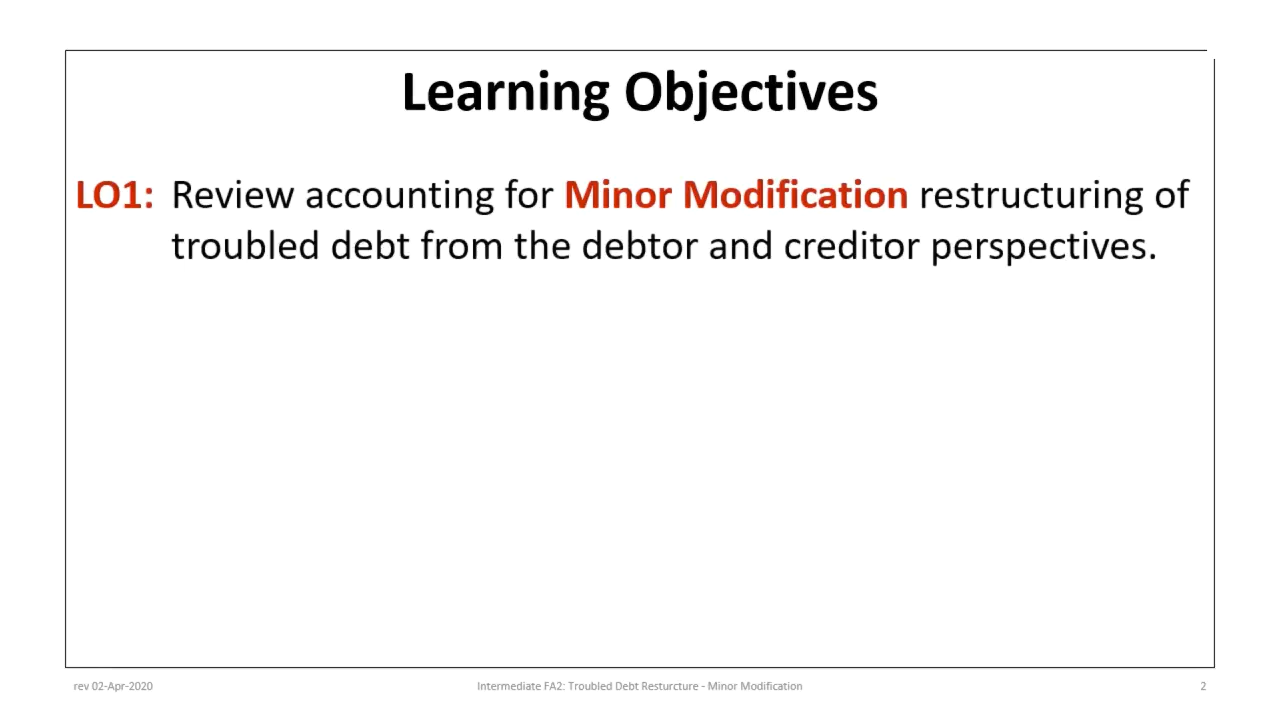 Learning Objectives
LO1: Review accounting for Minor Modification restructuring of
troubled debt from the debtor and creditor perspectives.
rev 02-Apr-2020 Intermediate FA2: Troubled Debt Resturcture - Minor Modification 2